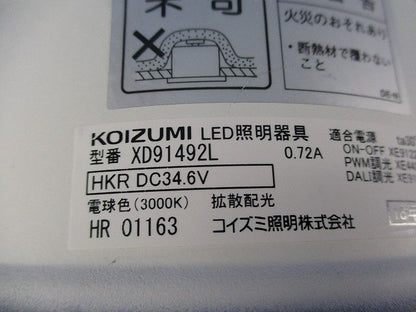 不可
火災のおそれあり
・断熱材で覆わない
こと
KOIZUMI LED照明器具
型番 XD91492L 0.72A
HKR DC34.6V
電球色(3000K) 拡散配光
HR 01163 コイズミ照明株式会社
適合電源
ON-OFF XE91
PWM調光
DALI調光